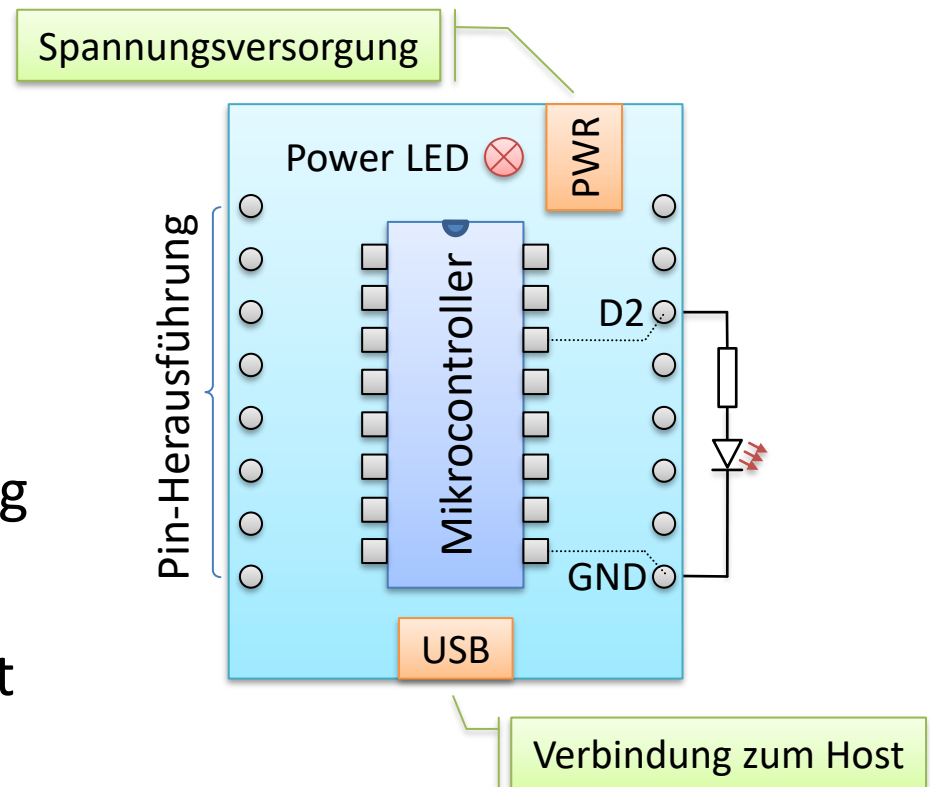 Spannungsversorgung
Power LED
PWR
Pin-Herausführung
Mikrocontroller
D2
g
GND
t
USB
Verbindung zum Host